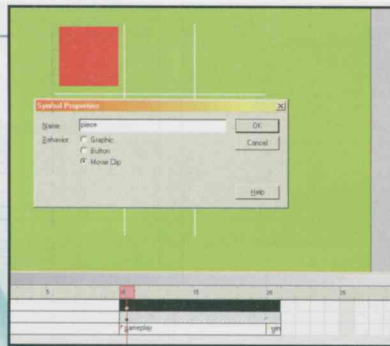 Symbol Properties
Name: piece
OK
Behavior: Graphic
Cancel
Button
Movie Clip
Help
5 10 15 20 25
gameplay